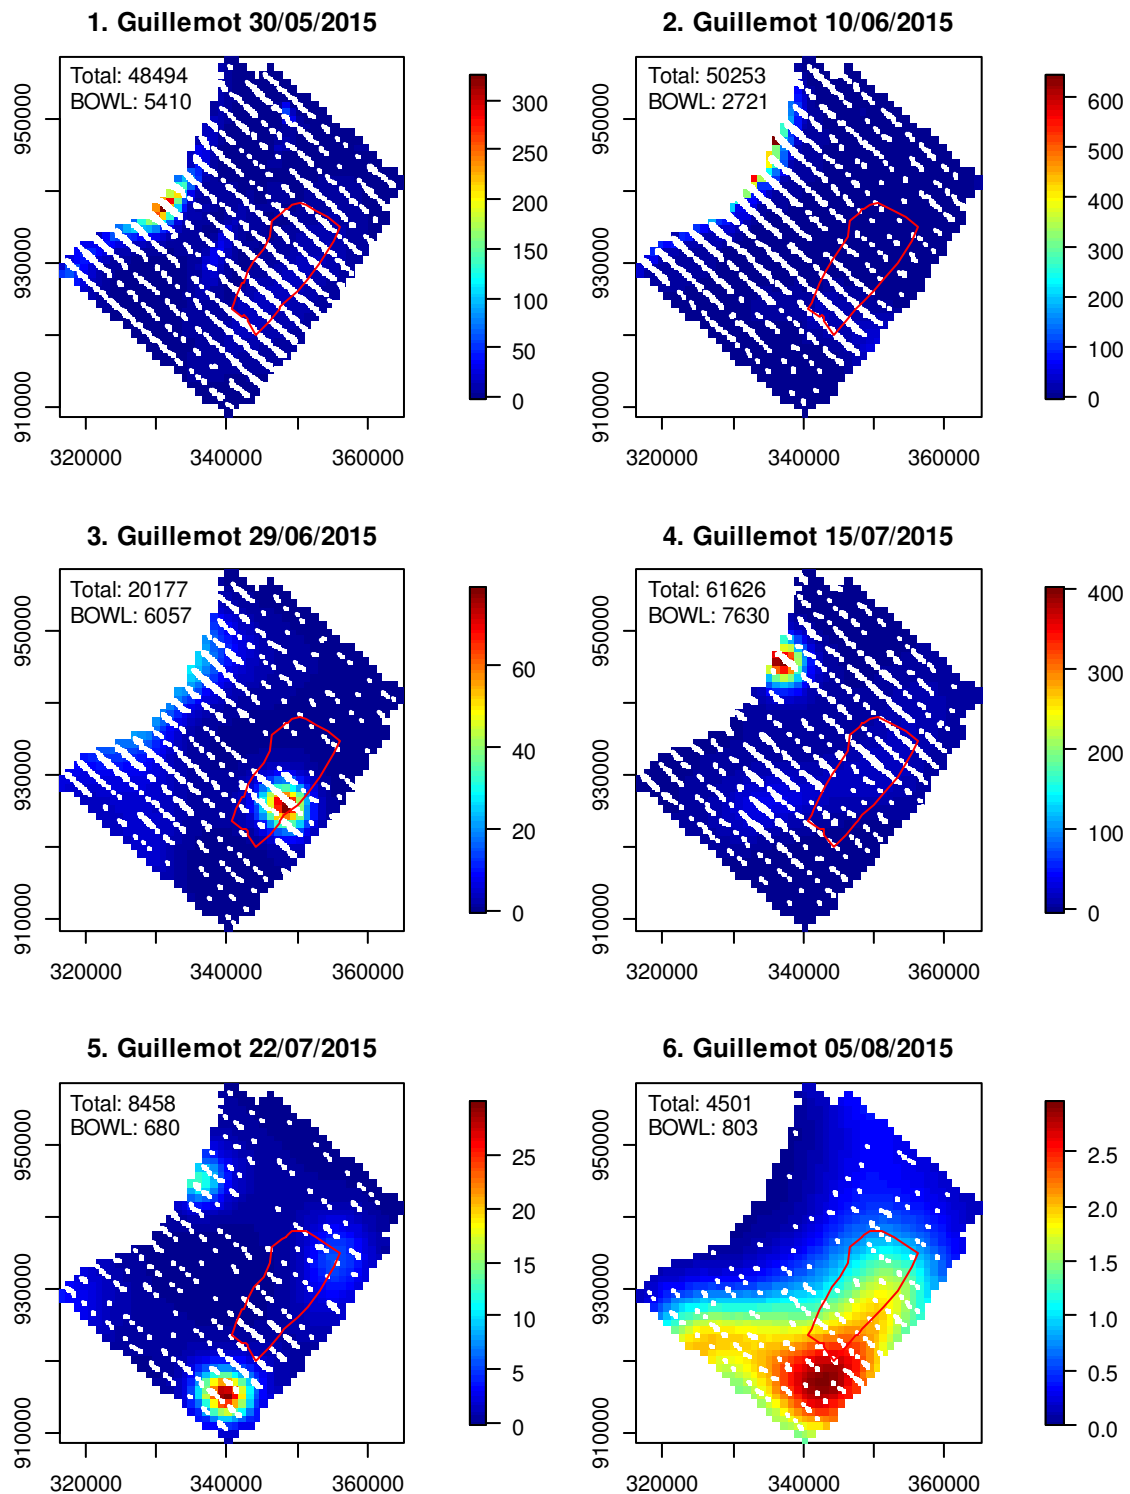 1. Guillemot 30/05/2015
Total: 48494
BOWL: 5410
950000
930000
910000
320000 340000 360000
300
250
200
150
100
50
0
2. Guillemot 10/06/2015
Total: 50253
BOWL: 2721
950000
930000
910000
320000 340000 360000
600
500
400
300
200
100
0
3. Guillemot 29/06/2015
Total: 20177
BOWL: 6057
950000
930000
910000
320000 340000 360000
60
40
20
0
4. Guillemot 15/07/2015
Total: 61626
BOWL: 7630
950000
930000
910000
320000 340000 360000
400
300
200
100
0
5. Guillemot 22/07/2015
Total: 8458
BOWL: 680
950000
930000
910000
320000 340000 360000
25
20
15
10
5
0
6. Guillemot 05/08/2015
Total: 4501
BOWL: 803
950000
930000
910000
320000 340000 360000
2.5
2.0
1.5
1.0
0.5
0.0